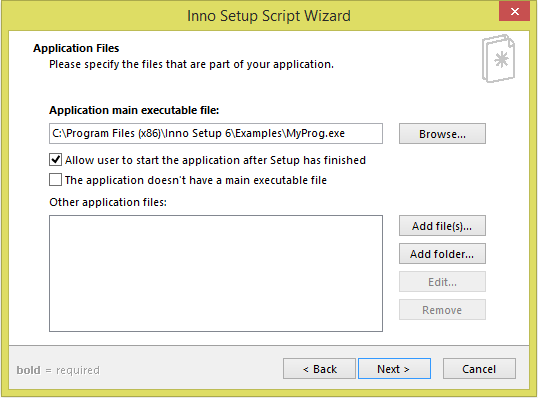 Inno Setup Script Wizard
Application Files
Please specify the files that are part of your application.
Application main executable file:
C:\Program Files (x86)\Inno Setup 6\Examples\MyProg.exe
Browse...
Allow user to start the application after Setup has finished
The application doesn't have a main executable file
Other application files:
Add file(s)...
Add folder...
Edit...
Remove
bold = required
< Back
Next >
Cancel